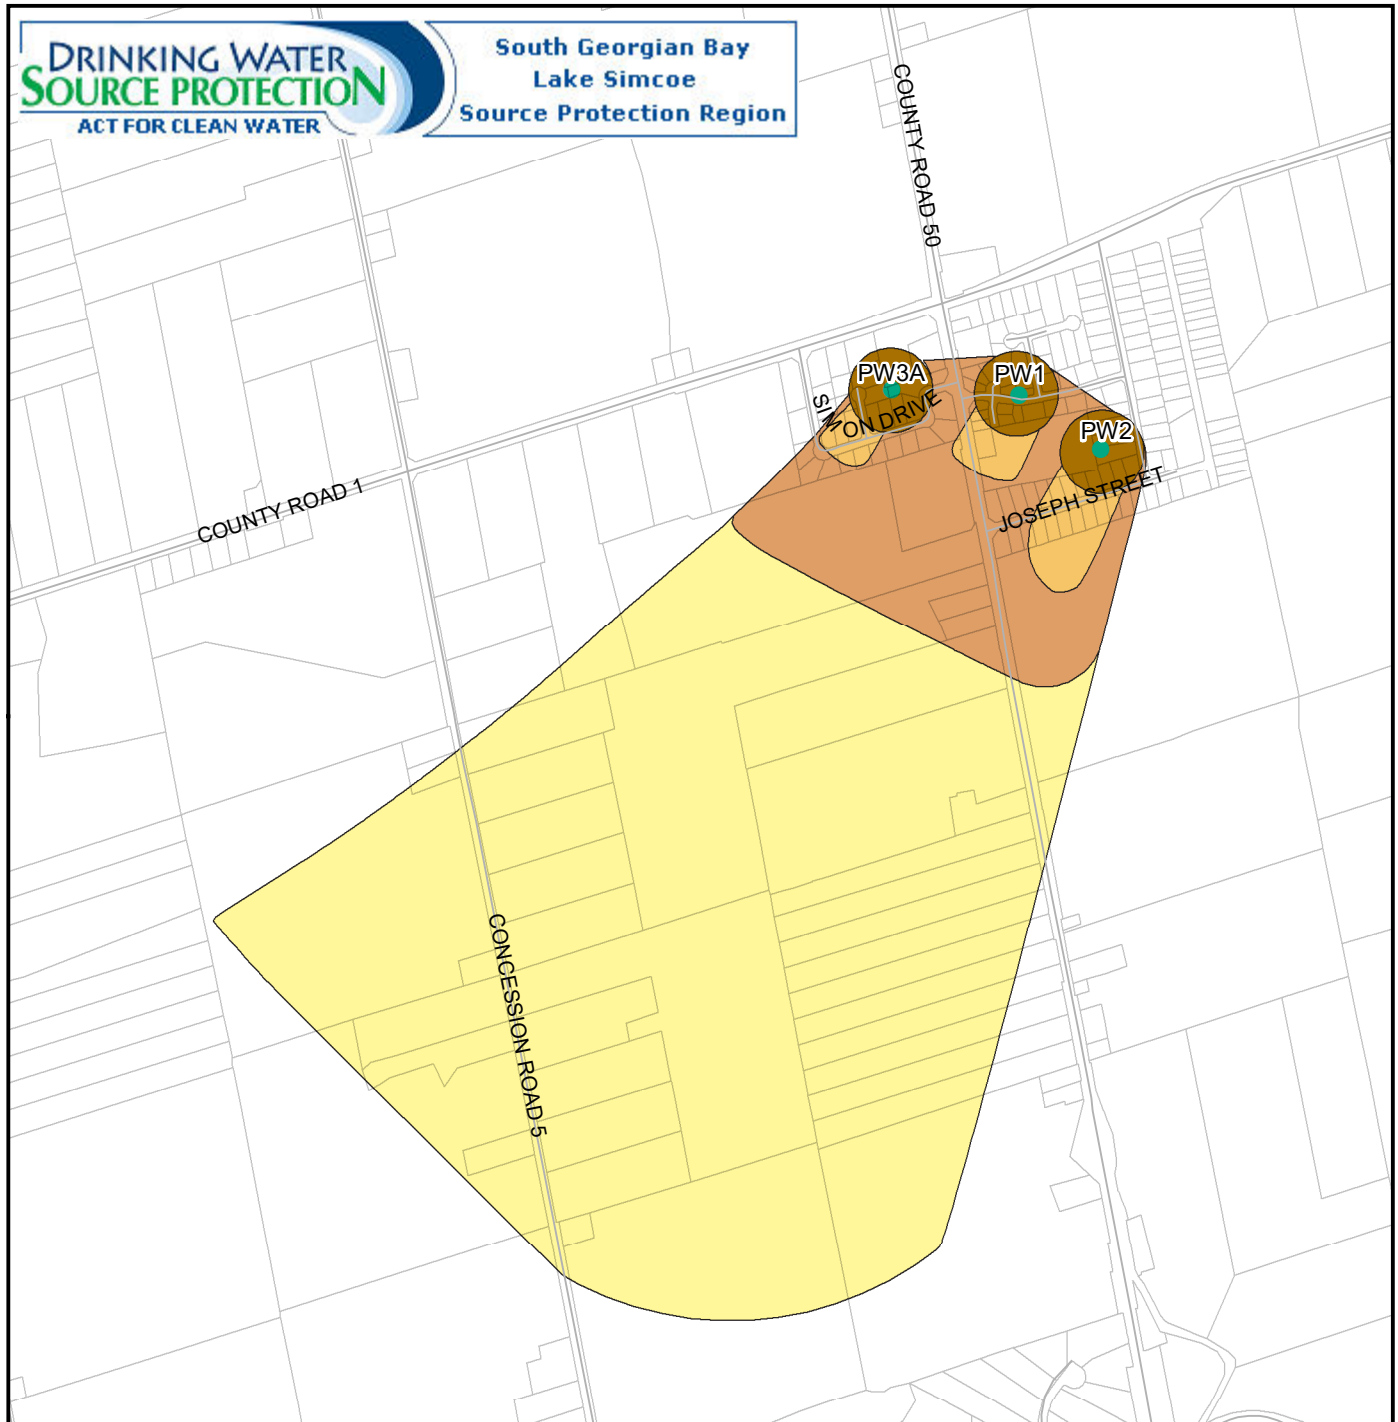 DRINKING WATER
SOURCE PROTECTION
ACT FOR CLEAN WATER
South Georgian Bay
Lake Simcoe
Source Protection Region
COUNTY ROAD 50
PW3A
PW1
SIMON DRIVE
PW2
JOSEPH STREET
COUNTY ROAD 1
CONCESSION ROAD 5